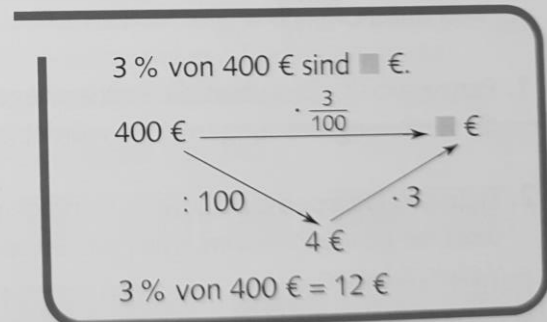 3 % von 400 € sind ■ €.
· 3/100
400 € ■ €
: 100 · 3
4 €
3 % von 400 € = 12 €